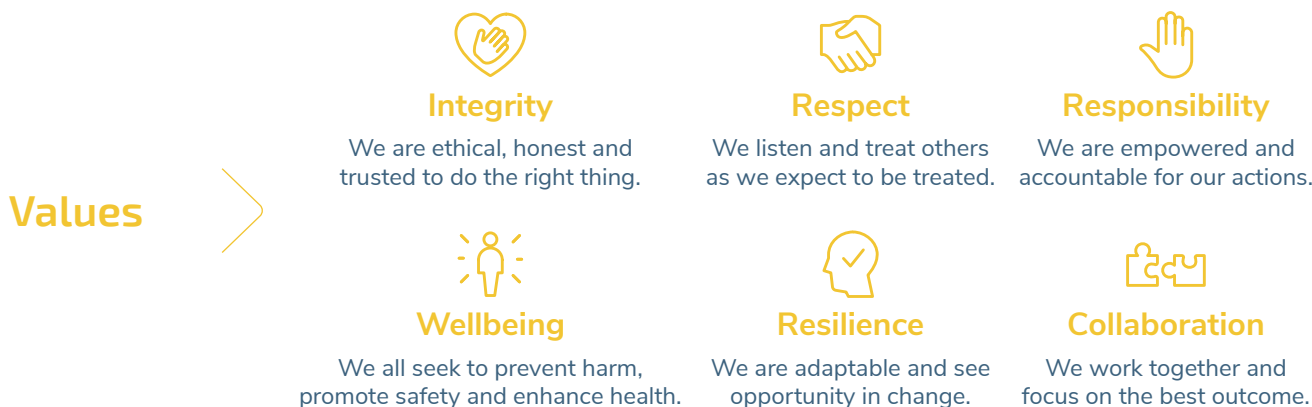 Values
Integrity
We are ethical, honest and
trusted to do the right thing.
Respect
We listen and treat others
as we expect to be treated.
Responsibility
We are empowered and
accountable for our actions.
Wellbeing
We all seek to prevent harm,
promote safety and enhance health.
Resilience
We are adaptable and see
opportunity in change.
Collaboration
We work together and
focus on the best outcome.